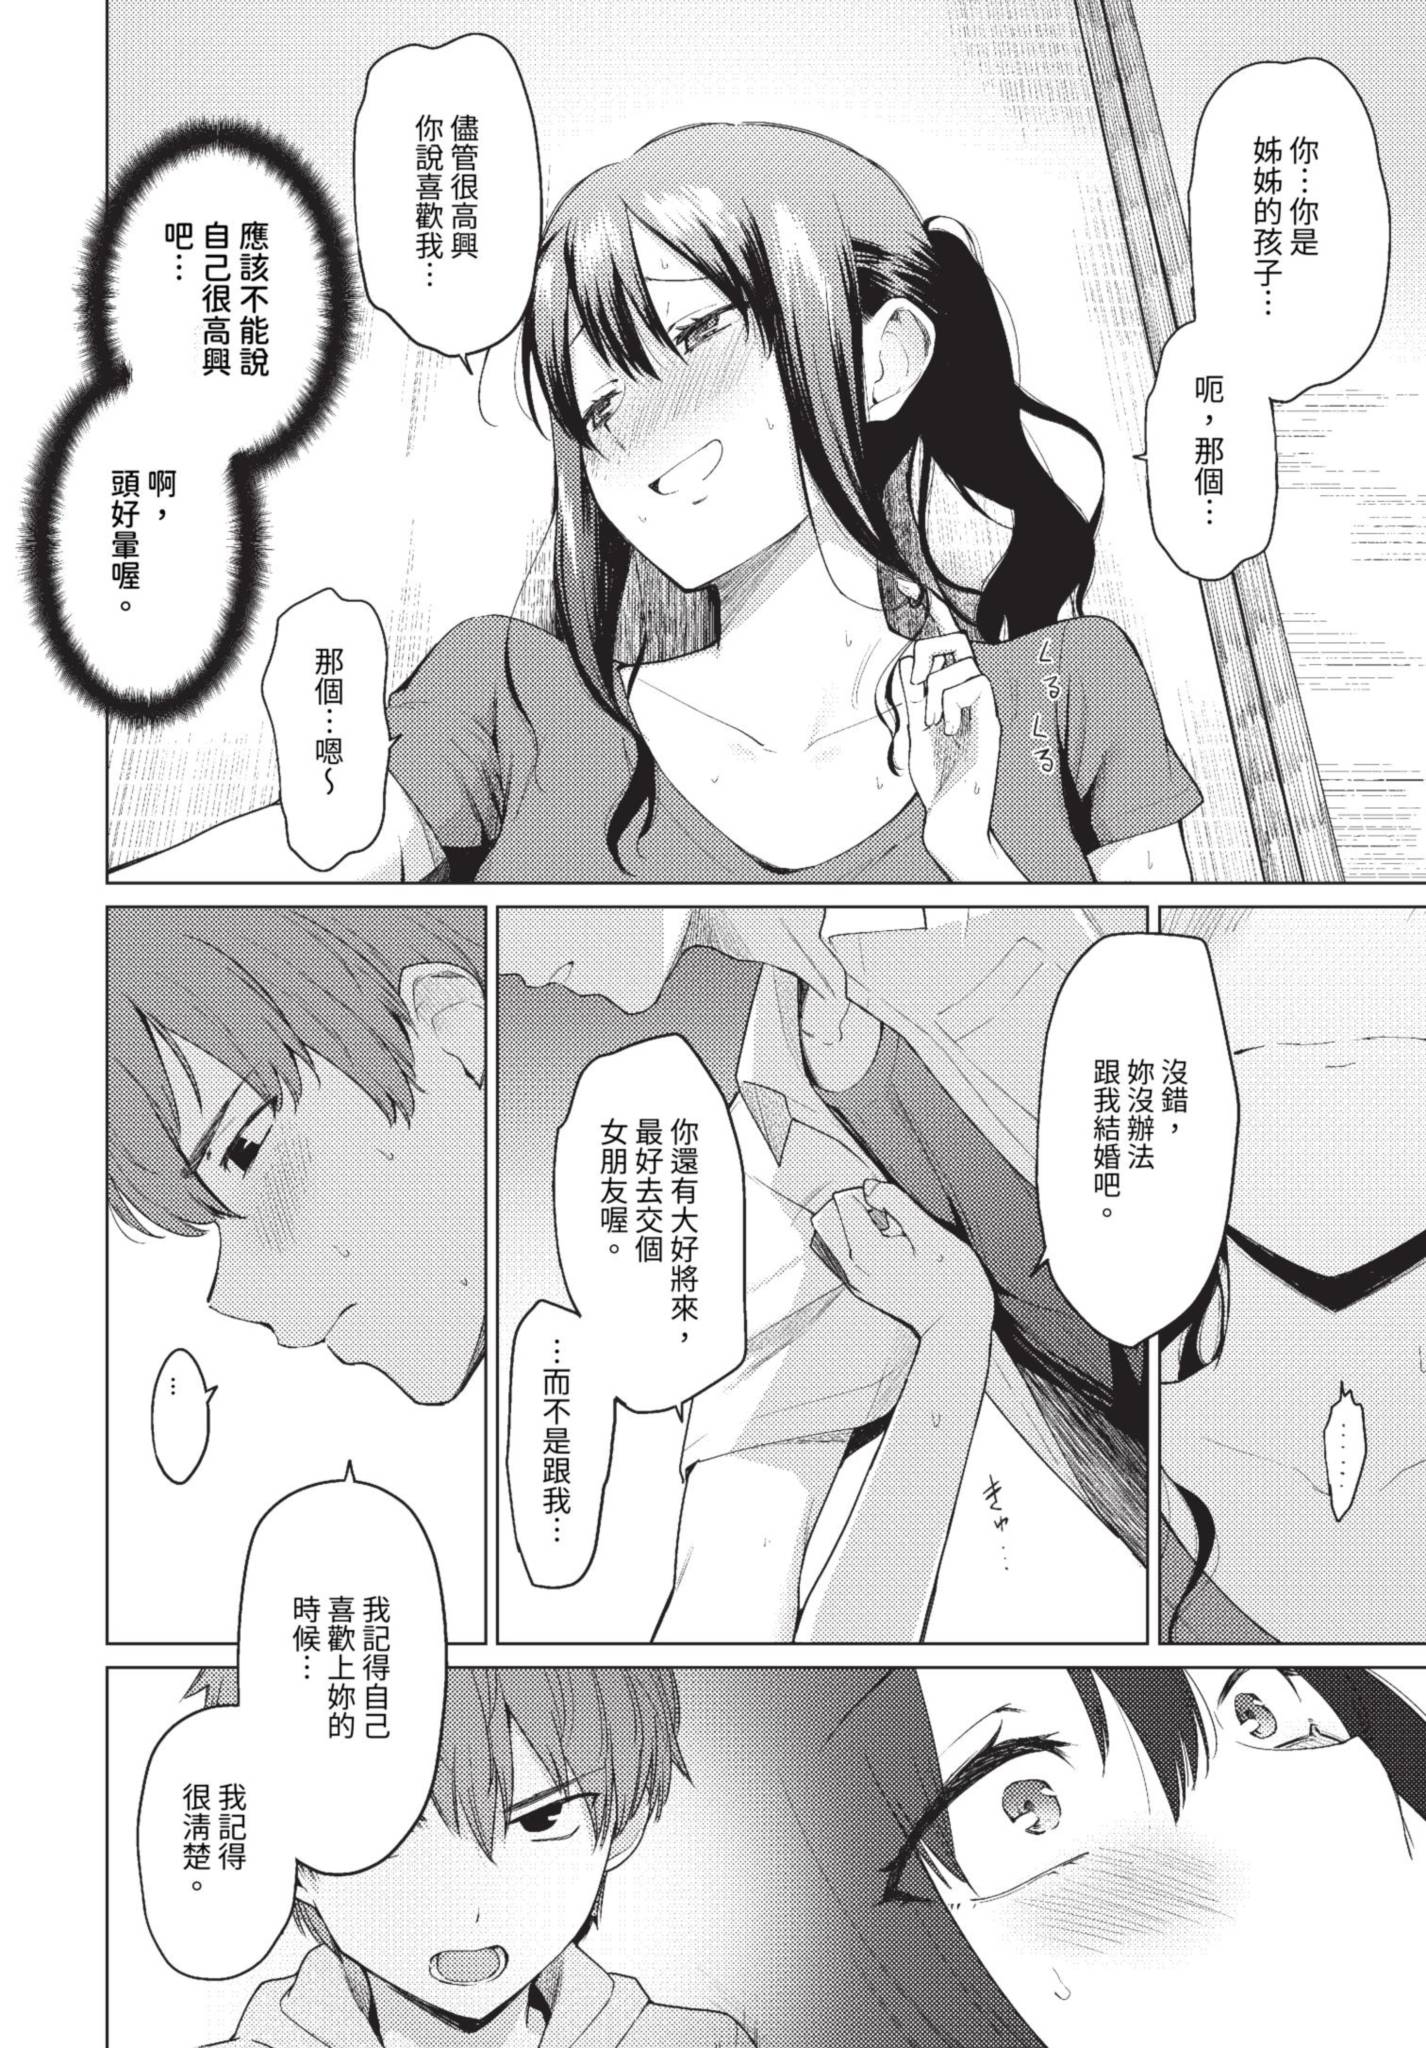 你…你是
姊姊的孩子…
呃，那個…
くるくる
儘管很高興
你說喜歡我…
應該不能說
自己很高興
吧…
啊，
頭好暈喔。
那個…嗯～
……
沒錯，
妳沒辦法
跟我結婚吧。
你還有大好將來，
最好去交個
女朋友喔。
…而不是跟我…
きゅ…
…
我記得自己
喜歡上妳的
時候…
我記得
很清楚。